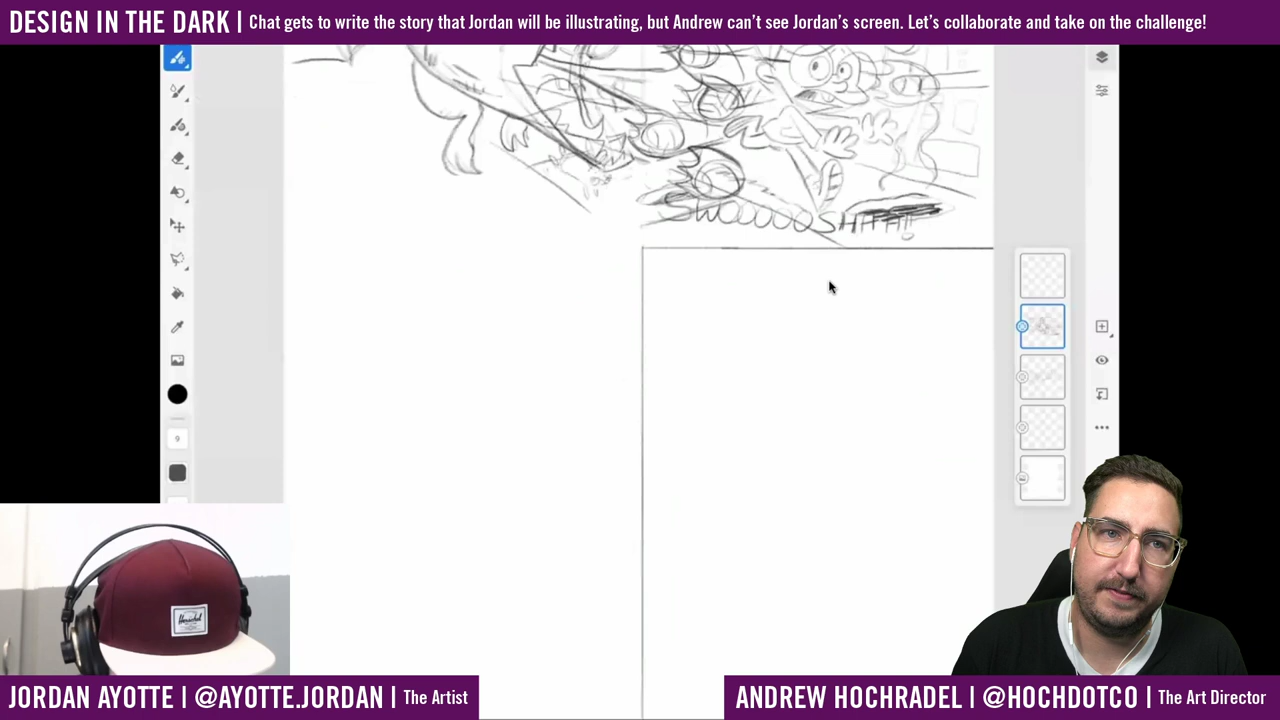 DESIGN IN THE DARK | Chat gets to write the story that Jordan will be illustrating, but Andrew can’t see Jordan’s screen. Let’s collaborate and take on the challenge!
9
Herschel
JORDAN AYOTTE | @AYOTTE.JORDAN | The Artist
ANDREW HOCHRADEL | @HOCHDOTCO | The Art Director